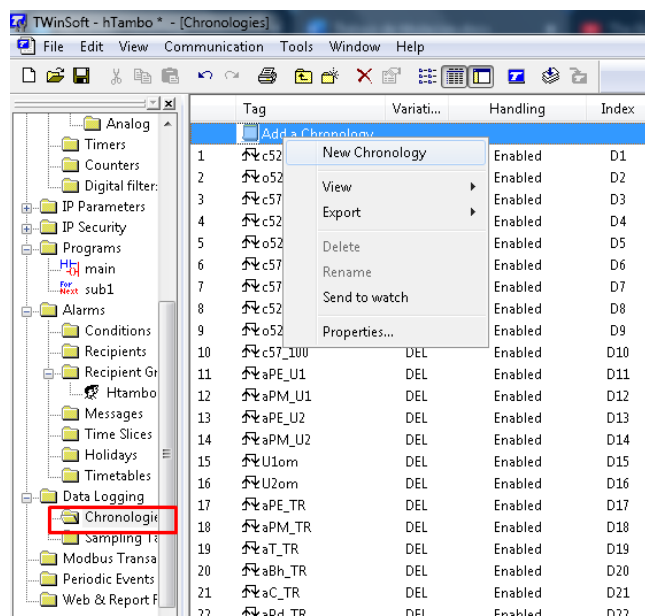 TWinSoft - hTambo * - [Chronologies]
File Edit View Communication Tools Window Help
Tag Variati... Handling Index
Add a Chronology
New Chronology
View
Export
Delete
Rename
Send to watch
Properties...
Analog
Timers
Counters
Digital filter:
IP Parameters
IP Security
Programs
main
For Next sub1
Alarms
Conditions
Recipients
Recipient Gr
Htambo
Messages
Time Slices
Holidays
Timetables
Data Logging
Chronologie
Sampling Ta
Modbus Transa
Periodic Events
Web & Report F
1 c52 Enabled D1
2 o52 Enabled D2
3 c57 Enabled D3
4 c52 Enabled D4
5 o52 Enabled D5
6 c57 Enabled D6
7 c57 Enabled D7
8 c52 Enabled D8
9 o52 Enabled D9
10 c57_100 DEL Enabled D10
11 aPE_U1 DEL Enabled D11
12 aPM_U1 DEL Enabled D12
13 aPE_U2 DEL Enabled D13
14 aPM_U2 DEL Enabled D14
15 U1om DEL Enabled D15
16 U2om DEL Enabled D16
17 aPE_TR DEL Enabled D17
18 aPM_TR DEL Enabled D18
19 aT_TR DEL Enabled D19
20 aBh_TR DEL Enabled D20
21 aC_TR DEL Enabled D21
22 aPd_TR DEL Enabled D22